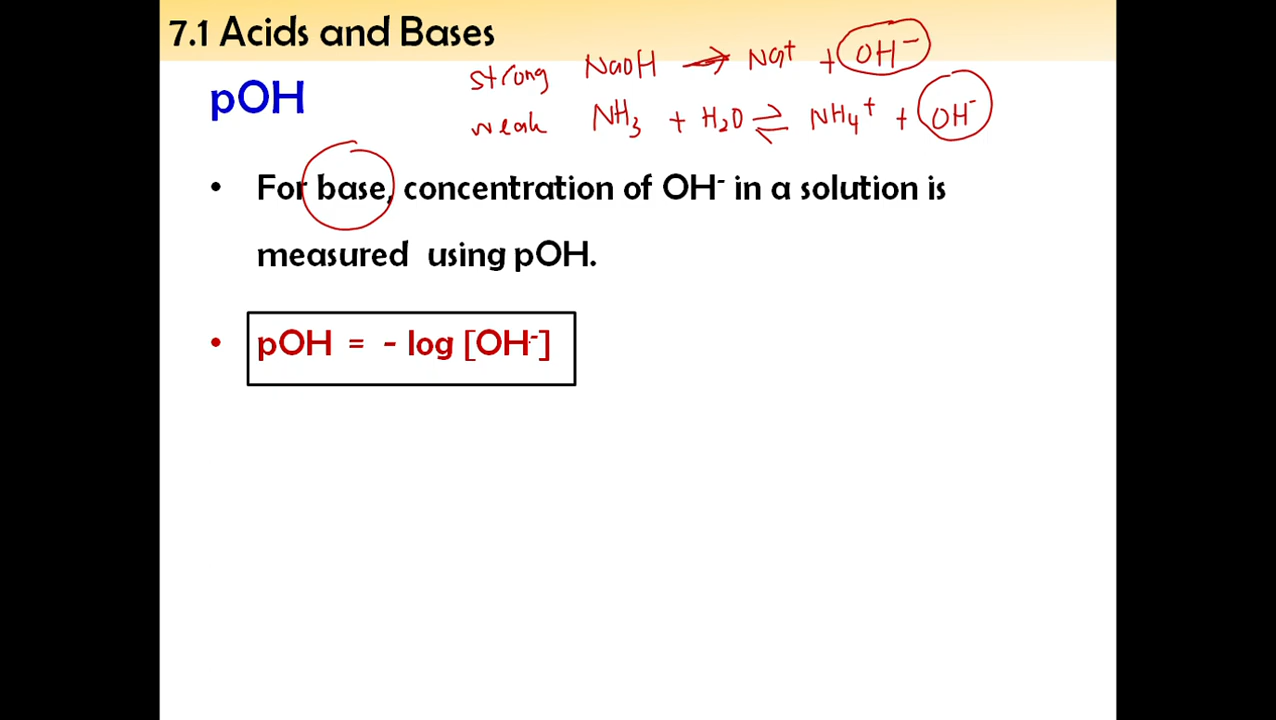 7.1 Acids and Bases
strong NaOH → Na⁺ + OH⁻
pOH
weak NH₃ + H₂O ⇌ NH₄⁺ + OH⁻
• For base, concentration of OH⁻ in a solution is
measured using pOH.
• pOH = - log [OH⁻]